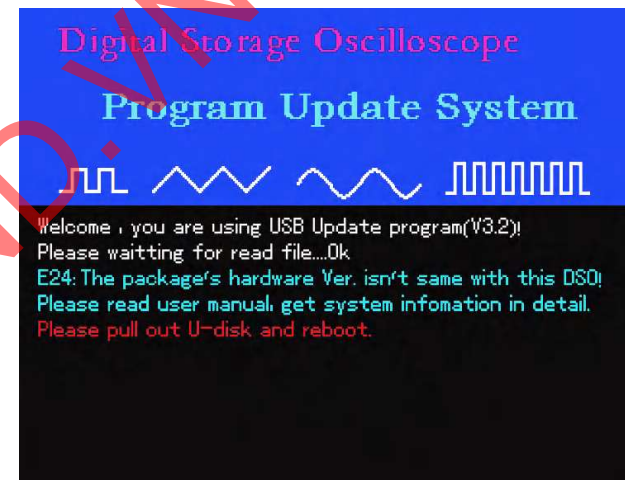 Digital Storage Oscilloscope
Program Update System
Welcome , you are using USB Update program(V3.2)!
Please waitting for read file....Ok
E24: The package's hardware Ver. isn't same with this DSO!
Please read user manual, get system infomation in detail.
Please pull out U-disk and reboot.